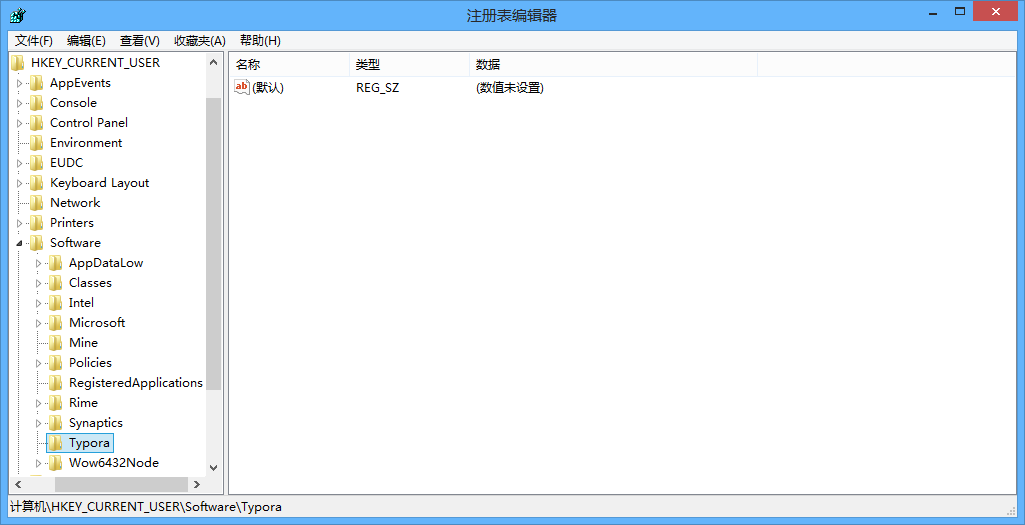 注册表编辑器
文件(F) 编辑(E) 查看(V) 收藏夹(A) 帮助(H)
HKEY_CURRENT_USER
AppEvents
Console
Control Panel
Environment
EUDC
Keyboard Layout
Network
Printers
Software
AppDataLow
Classes
Intel
Microsoft
Mine
Policies
RegisteredApplications
Rime
Synaptics
Typora
Wow6432Node
名称 类型 数据
ab (默认) REG_SZ (数值未设置)
计算机\HKEY_CURRENT_USER\Software\Typora